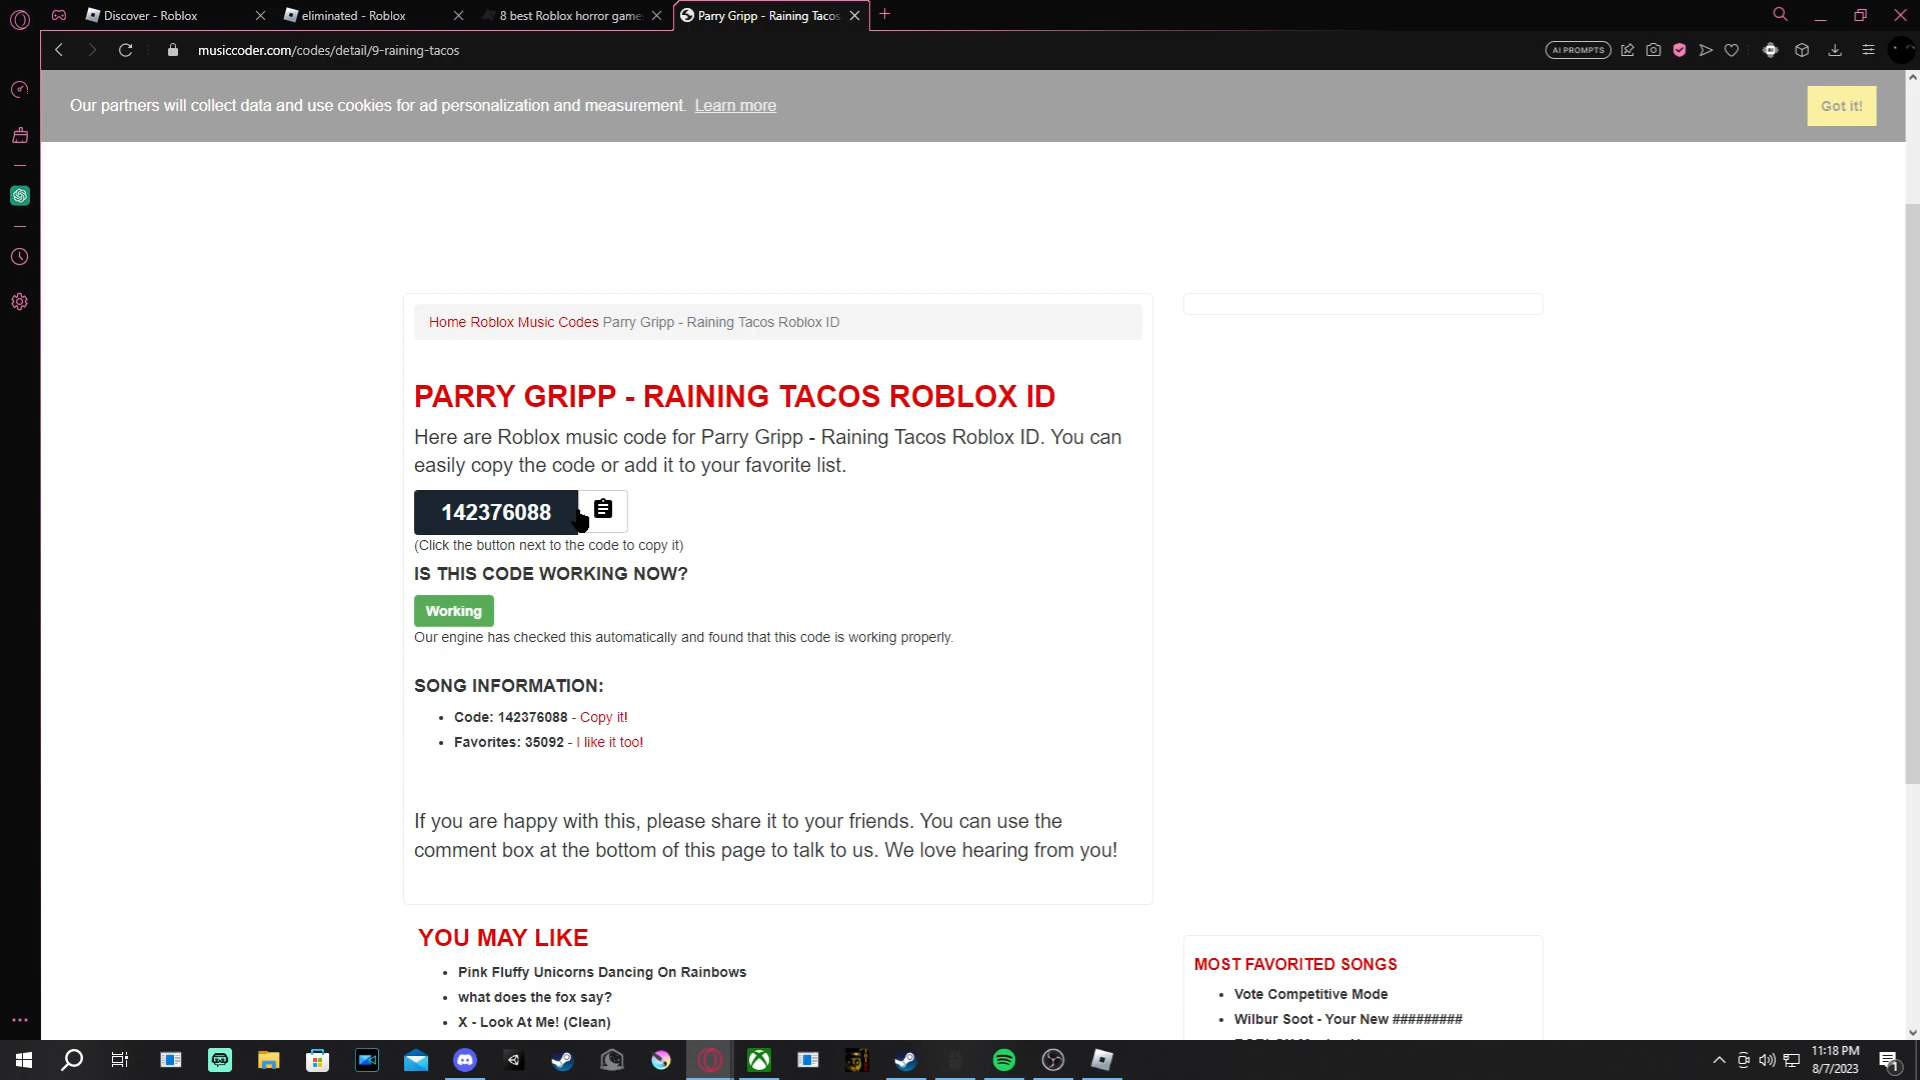 Discover - Roblox
eliminated - Roblox
8 best Roblox horror game
Parry Gripp - Raining Tacos
musiccoder.com/codes/detail/9-raining-tacos
AI PROMPTS
Our partners will collect data and use cookies for ad personalization and measurement. Learn more
Got it!
Home Roblox Music Codes Parry Gripp - Raining Tacos Roblox ID
PARRY GRIPP - RAINING TACOS ROBLOX ID
Here are Roblox music code for Parry Gripp - Raining Tacos Roblox ID. You can
easily copy the code or add it to your favorite list.
142376088
(Click the button next to the code to copy it)
IS THIS CODE WORKING NOW?
Working
Our engine has checked this automatically and found that this code is working properly.
SONG INFORMATION:
Code: 142376088 - Copy it!
Favorites: 35092 - I like it too!
If you are happy with this, please share it to your friends. You can use the
comment box at the bottom of this page to talk to us. We love hearing from you!
YOU MAY LIKE
Pink Fluffy Unicorns Dancing On Rainbows
what does the fox say?
X - Look At Me! (Clean)
MOST FAVORITED SONGS
Vote Competitive Mode
Wilbur Soot - Your New #########
11:18 PM
8/7/2023
1